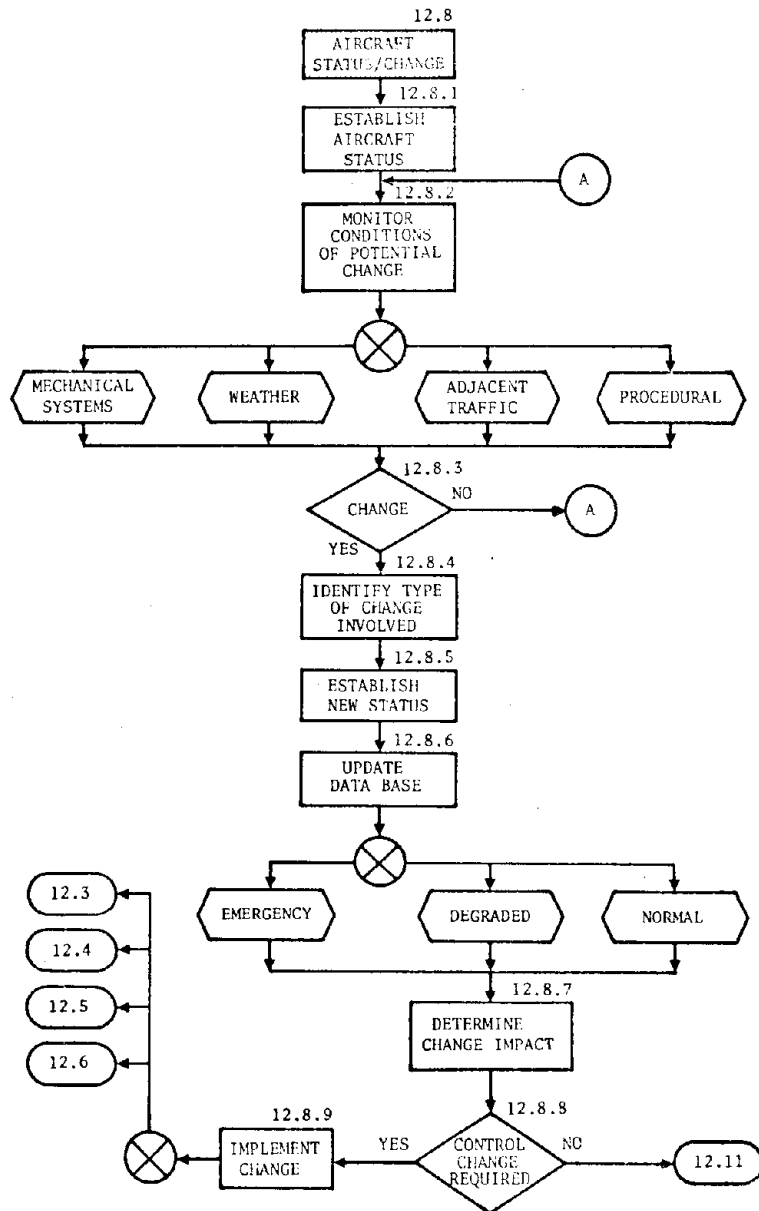 12.8
AIRCRAFT
STATUS/CHANGE
12.8.1
ESTABLISH
AIRCRAFT
STATUS
A
12.8.2
MONITOR
CONDITIONS
OF POTENTIAL
CHANGE
MECHANICAL
SYSTEMS
WEATHER
ADJACENT
TRAFFIC
PROCEDURAL
12.8.3
CHANGE
NO
A
YES
12.8.4
IDENTIFY TYPE
OF CHANGE
INVOLVED
12.8.5
ESTABLISH
NEW STATUS
12.8.6
UPDATE
DATA BASE
EMERGENCY
DEGRADED
NORMAL
12.3
12.4
12.5
12.6
12.8.7
DETERMINE
CHANGE IMPACT
12.8.8
CONTROL
CHANGE
REQUIRED
YES
NO
12.8.9
IMPLEMENT
CHANGE
12.11